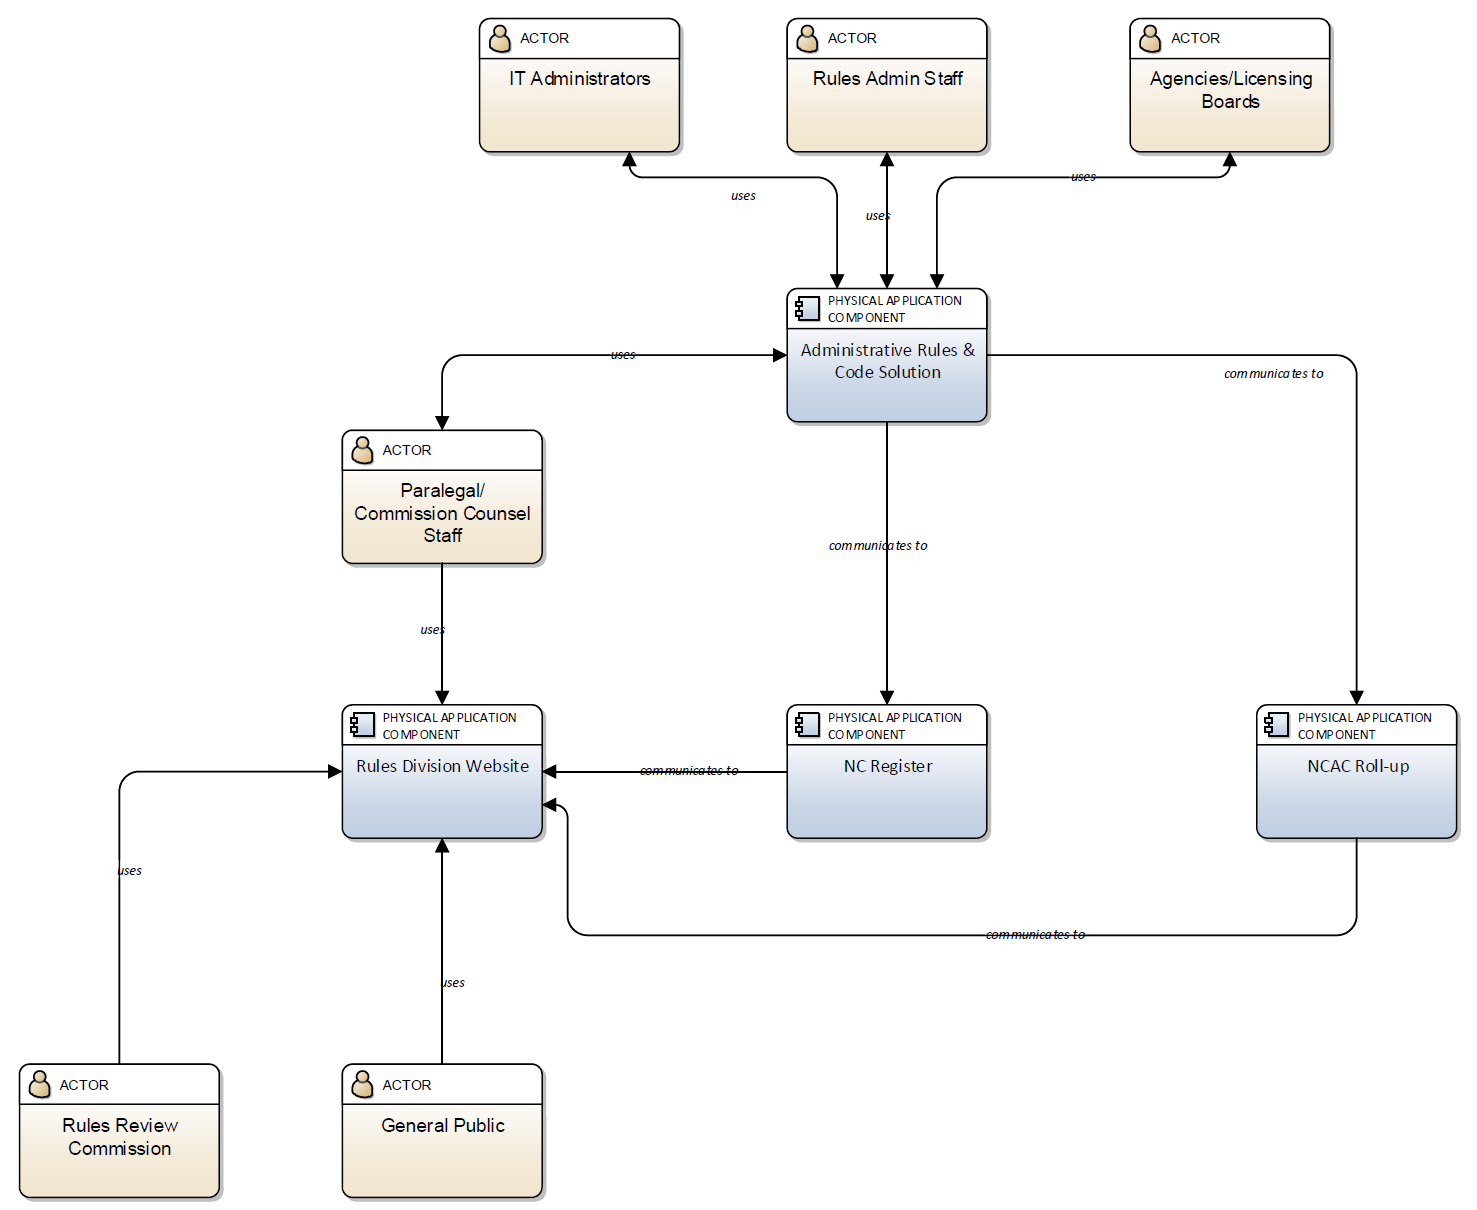 ACTOR
IT Administrators
ACTOR
Rules Admin Staff
ACTOR
Agencies/Licensing
Boards
uses
uses
uses
PHYSICAL APPLICATION
COMPONENT
Administrative Rules &
Code Solution
uses
communicates to
ACTOR
Paralegal/
Commission Counsel
Staff
communicates to
uses
PHYSICAL APPLICATION
COMPONENT
Rules Division Website
PHYSICAL APPLICATION
COMPONENT
NC Register
PHYSICAL APPLICATION
COMPONENT
NCAC Roll-up
communicates to
uses
communicates to
uses
ACTOR
Rules Review
Commission
ACTOR
General Public